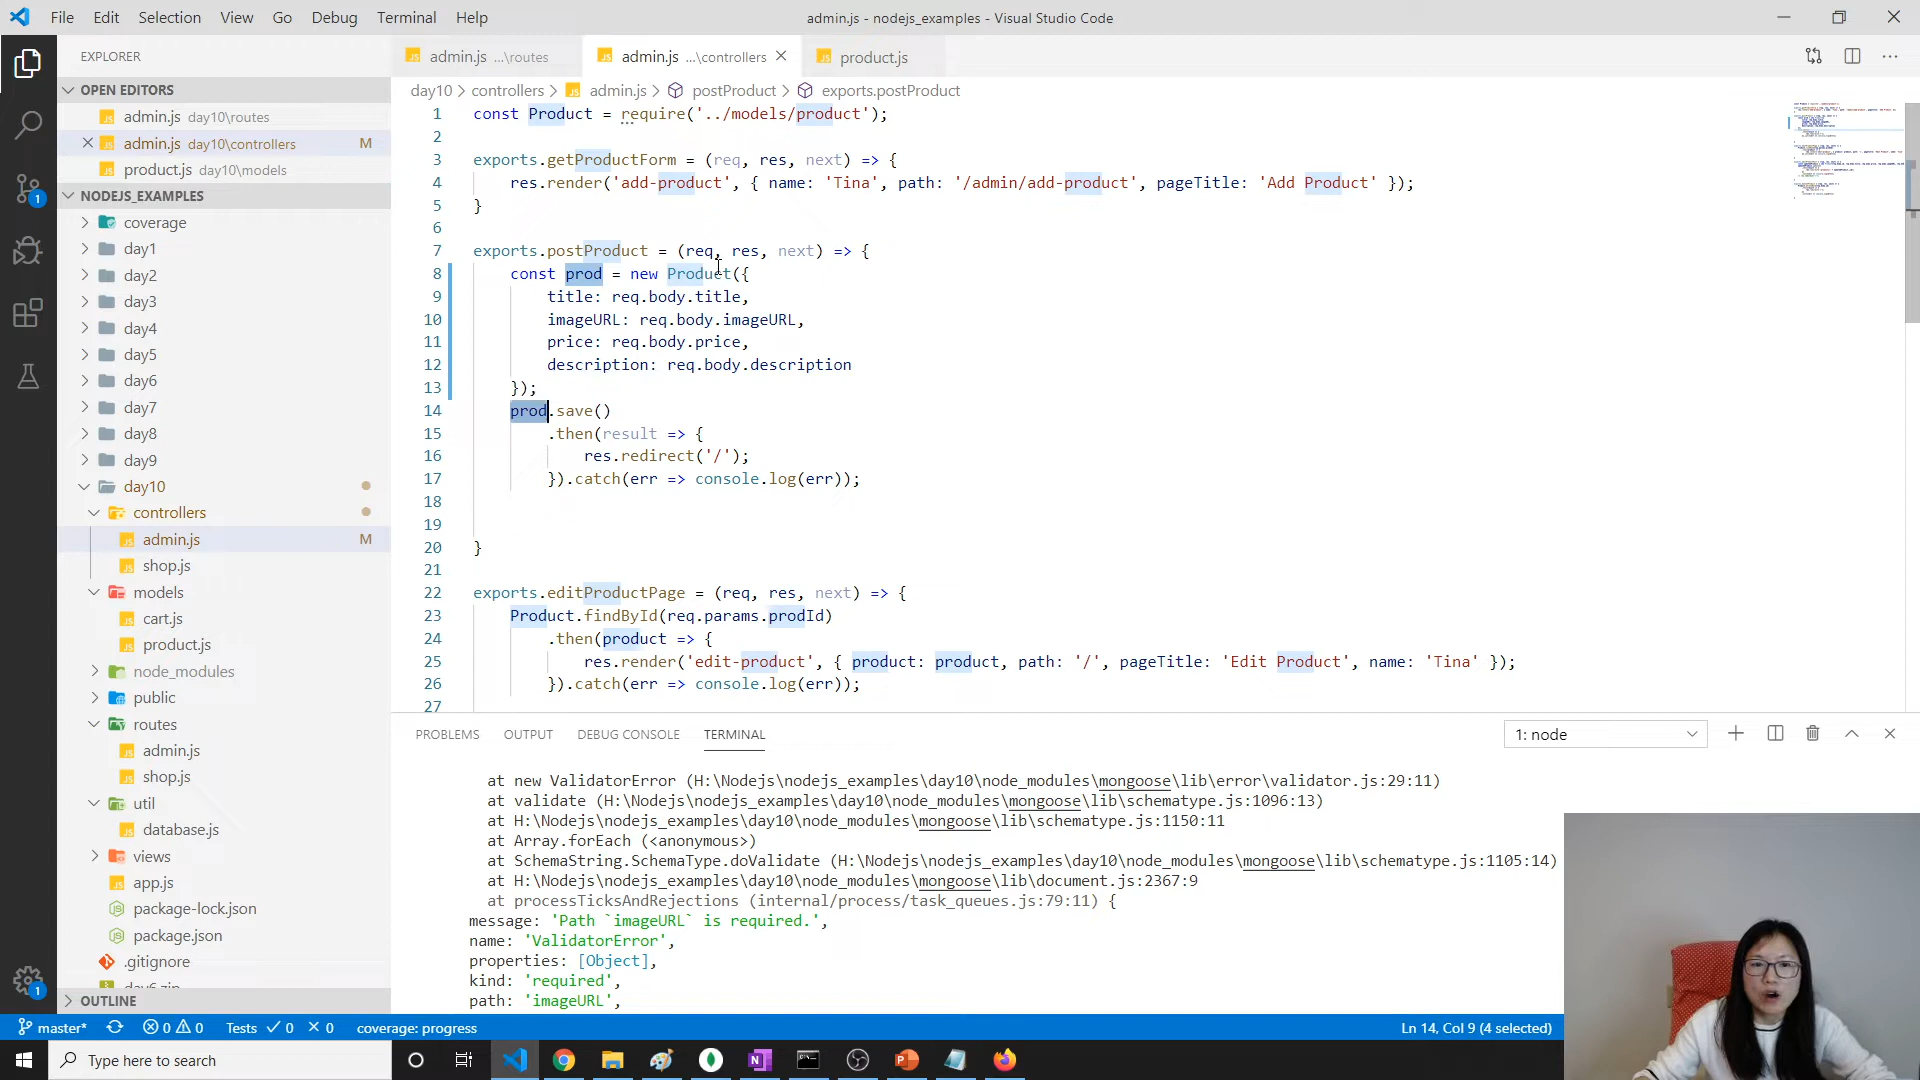 File Edit Selection View Go Debug Terminal Help
admin.js - nodejs_examples - Visual Studio Code
EXPLORER
OPEN EDITORS
admin.js day10\routes
admin.js day10\controllers M
product.js day10\models
NODEJS_EXAMPLES
coverage
day1
day2
day3
day4
day5
day6
day7
day8
day9
day10
controllers
admin.js M
shop.js
models
cart.js
product.js
node_modules
public
routes
admin.js
shop.js
util
database.js
views
app.js
package-lock.json
package.json
.gitignore
OUTLINE
1
1
admin.js ...\routes
admin.js ...\controllers
product.js
day10 > controllers > admin.js > postProduct > exports.postProduct
1 const Product = require('../models/product');
2
3 exports.getProductForm = (req, res, next) => {
4 res.render('add-product', { name: 'Tina', path: '/admin/add-product', pageTitle: 'Add Product' });
5 }
6
7 exports.postProduct = (req, res, next) => {
8 const prod = new Product({
9 title: req.body.title,
10 imageURL: req.body.imageURL,
11 price: req.body.price,
12 description: req.body.description
13 });
14 prod.save()
15 .then(result => {
16 res.redirect('/');
17 }).catch(err => console.log(err));
18
19
20 }
21
22 exports.editProductPage = (req, res, next) => {
23 Product.findById(req.params.prodId)
24 .then(product => {
25 res.render('edit-product', { product: product, path: '/', pageTitle: 'Edit Product', name: 'Tina' });
26 }).catch(err => console.log(err));
27
PROBLEMS OUTPUT DEBUG CONSOLE TERMINAL
1: node
at new ValidatorError (H:\Nodejs\nodejs_examples\day10\node_modules\mongoose\lib\error\validator.js:29:11)
at validate (H:\Nodejs\nodejs_examples\day10\node_modules\mongoose\lib\schematype.js:1096:13)
at H:\Nodejs\nodejs_examples\day10\node_modules\mongoose\lib\schematype.js:1150:11
at Array.forEach (<anonymous>)
at SchemaString.SchemaType.doValidate (H:\Nodejs\nodejs_examples\day10\node_modules\mongoose\lib\schematype.js:1105:14)
at H:\Nodejs\nodejs_examples\day10\node_modules\mongoose\lib\document.js:2367:9
at processTicksAndRejections (internal/process/task_queues.js:79:11) {
message: 'Path `imageURL` is required.',
name: 'ValidatorError',
properties: [Object],
kind: 'required',
path: 'imageURL',
master* 0 0 Tests 0 0 coverage: progress
Ln 14, Col 9 (4 selected)
Type here to search